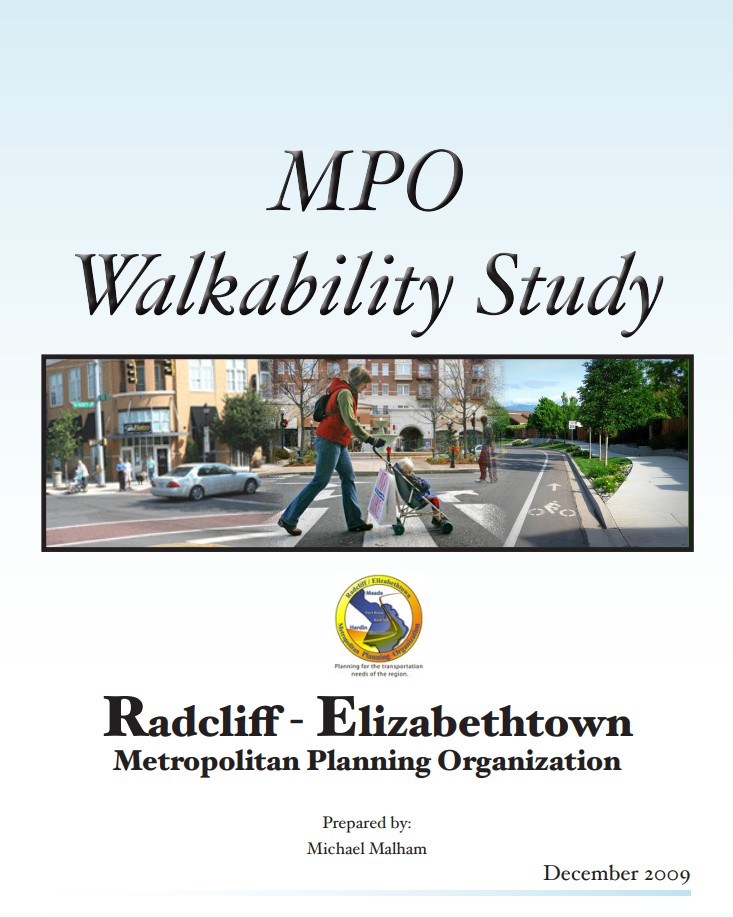 MPO
Walkability Study
Radcliff / Elizabethtown
Meade
Hardin
Metropolitan Planning Organization
Planning for the transportation
needs of the region.
Radcliff - Elizabethtown
Metropolitan Planning Organization
Prepared by:
Michael Malham
December 2009